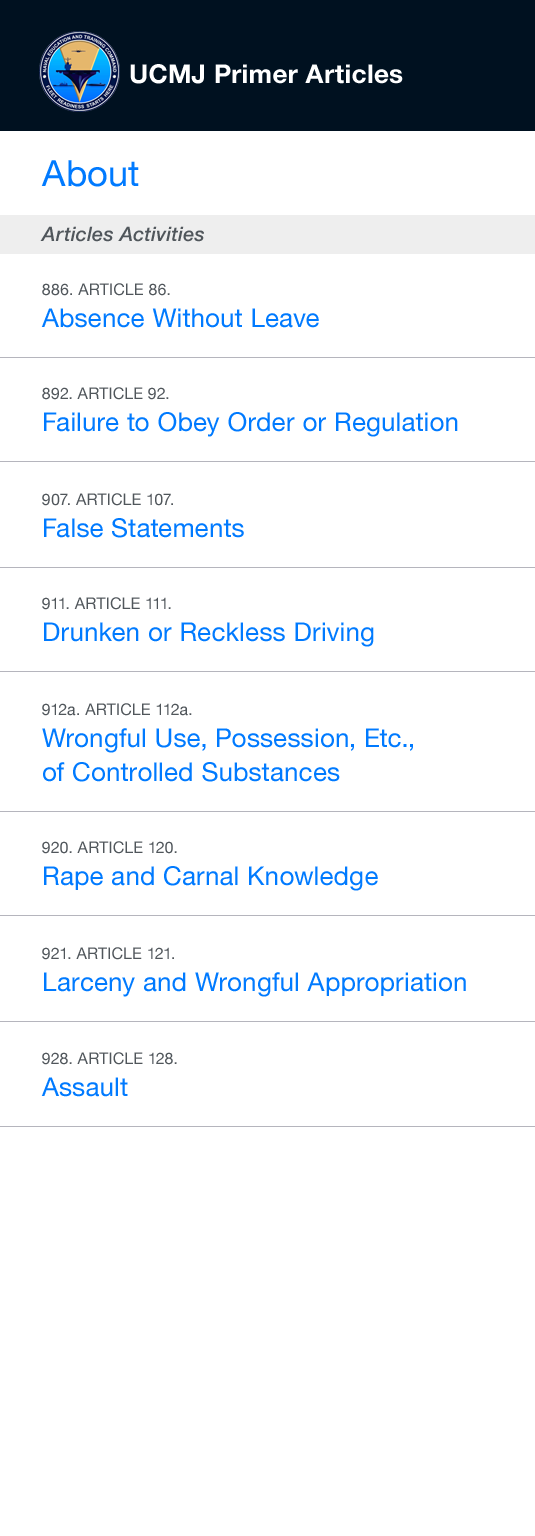 NAVAL EDUCATION AND TRAINING COMMAND
FLEET READINESS STARTS HERE
UCMJ Primer Articles
About
Articles Activities
886. ARTICLE 86.
Absence Without Leave
892. ARTICLE 92.
Failure to Obey Order or Regulation
907. ARTICLE 107.
False Statements
911. ARTICLE 111.
Drunken or Reckless Driving
912a. ARTICLE 112a.
Wrongful Use, Possession, Etc.,
of Controlled Substances
920. ARTICLE 120.
Rape and Carnal Knowledge
921. ARTICLE 121.
Larceny and Wrongful Appropriation
928. ARTICLE 128.
Assault